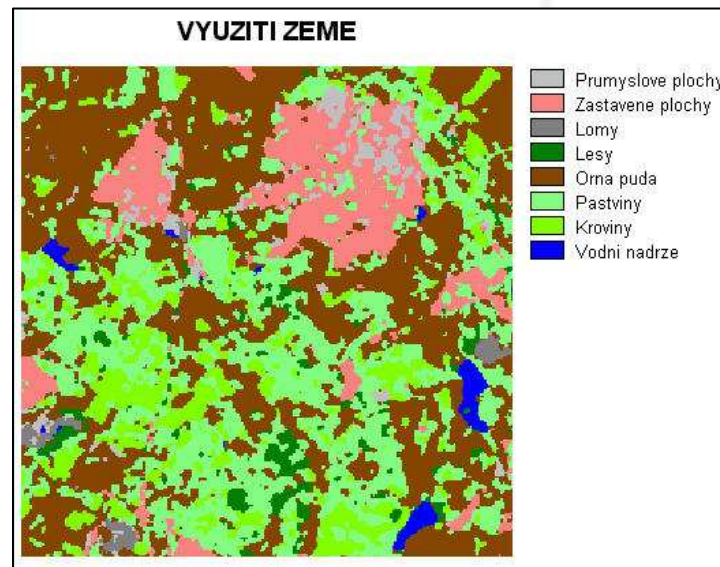 VYUZITI ZEME
Prumyslove plochy
Zastavene plochy
Lomy
Lesy
Orna puda
Pastviny
Kroviny
Vodni nadrze